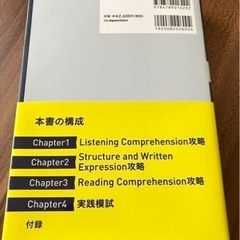 9784789016292
1920082026004
本書の構成
Chapter1 Listening Comprehension攻略
Chapter2 Structure and Written
Expression攻略
Chapter3 Reading Comprehension攻略
Chapter4 実践模試
付録